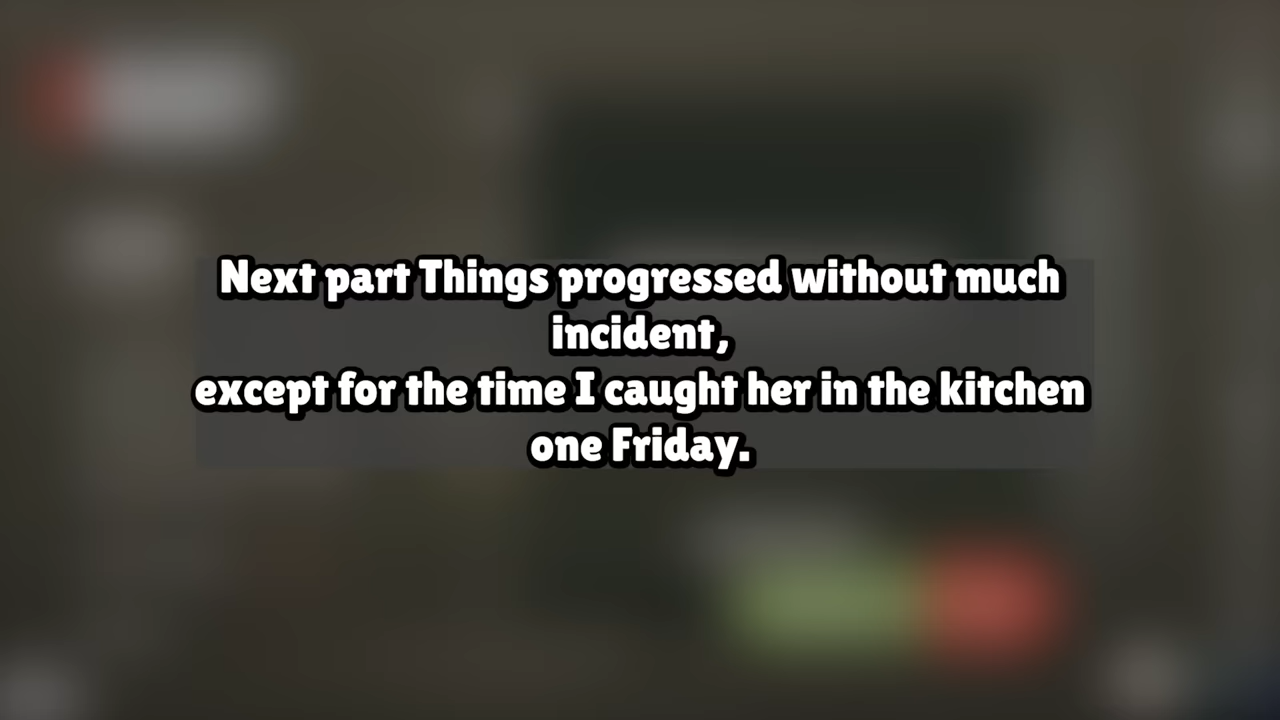 Next part Things progressed without much
incident,
except for the time I caught her in the kitchen
one Friday.